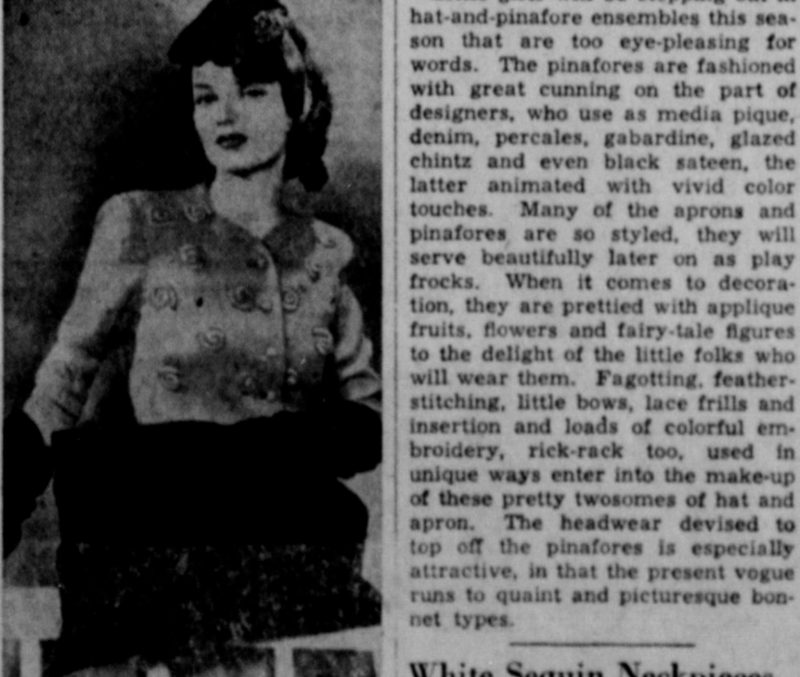 hat-and-pinafore ensembles this sea-
son that are too eye-pleasing for
words. The pinafores are fashioned
with great cunning on the part of
designers, who use as media pique,
denim, percales, gabardine, glazed
chintz and even black sateen, the
latter animated with vivid color
touches. Many of the aprons and
pinafores are so styled, they will
serve beautifully later on as play
frocks. When it comes to decora-
tion, they are prettied with applique
fruits, flowers and fairy-tale figures
to the delight of the little folks who
will wear them. Fagotting, feather-
stitching, little bows, lace frills and
insertion and loads of colorful em-
broidery, rick-rack too, used in
unique ways enter into the make-up
of these pretty twosomes of hat and
apron. The headwear devised to
top off the pinafores is especially
attractive, in that the present vogue
runs to quaint and picturesque bon-
net types.
White Sequin Neckpieces